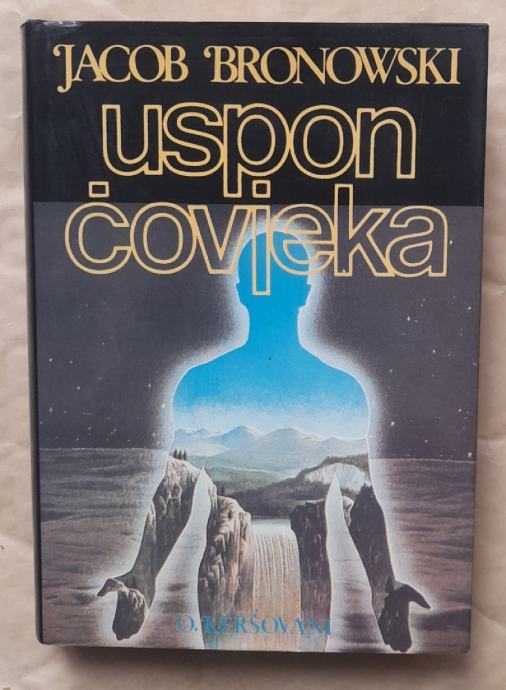 JACOB BRONOWSKI
uspon
čovjeka
O. KERŠOVANI